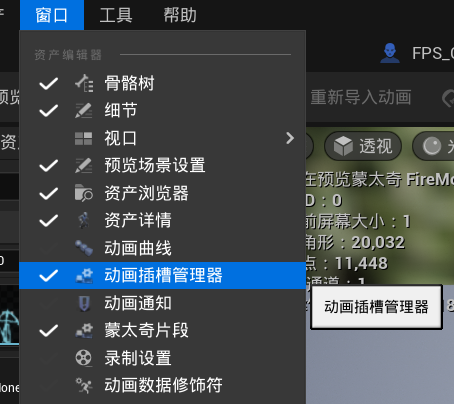 产 窗口 工具 帮助
资产编辑器
FPS_
骨骼树
预览 细节 重新导入动画
视口
资 预览场景设置 透视
资产浏览器 在预览蒙太奇 FireMo
资产详情 D：0
前屏幕大小：1
动画曲线 角形：20,032
0 动画插槽管理器 点：11,448
通道：1
动画通知 动画插槽管理器 18
蒙太奇片段
录制设置
None 动画数据修饰符